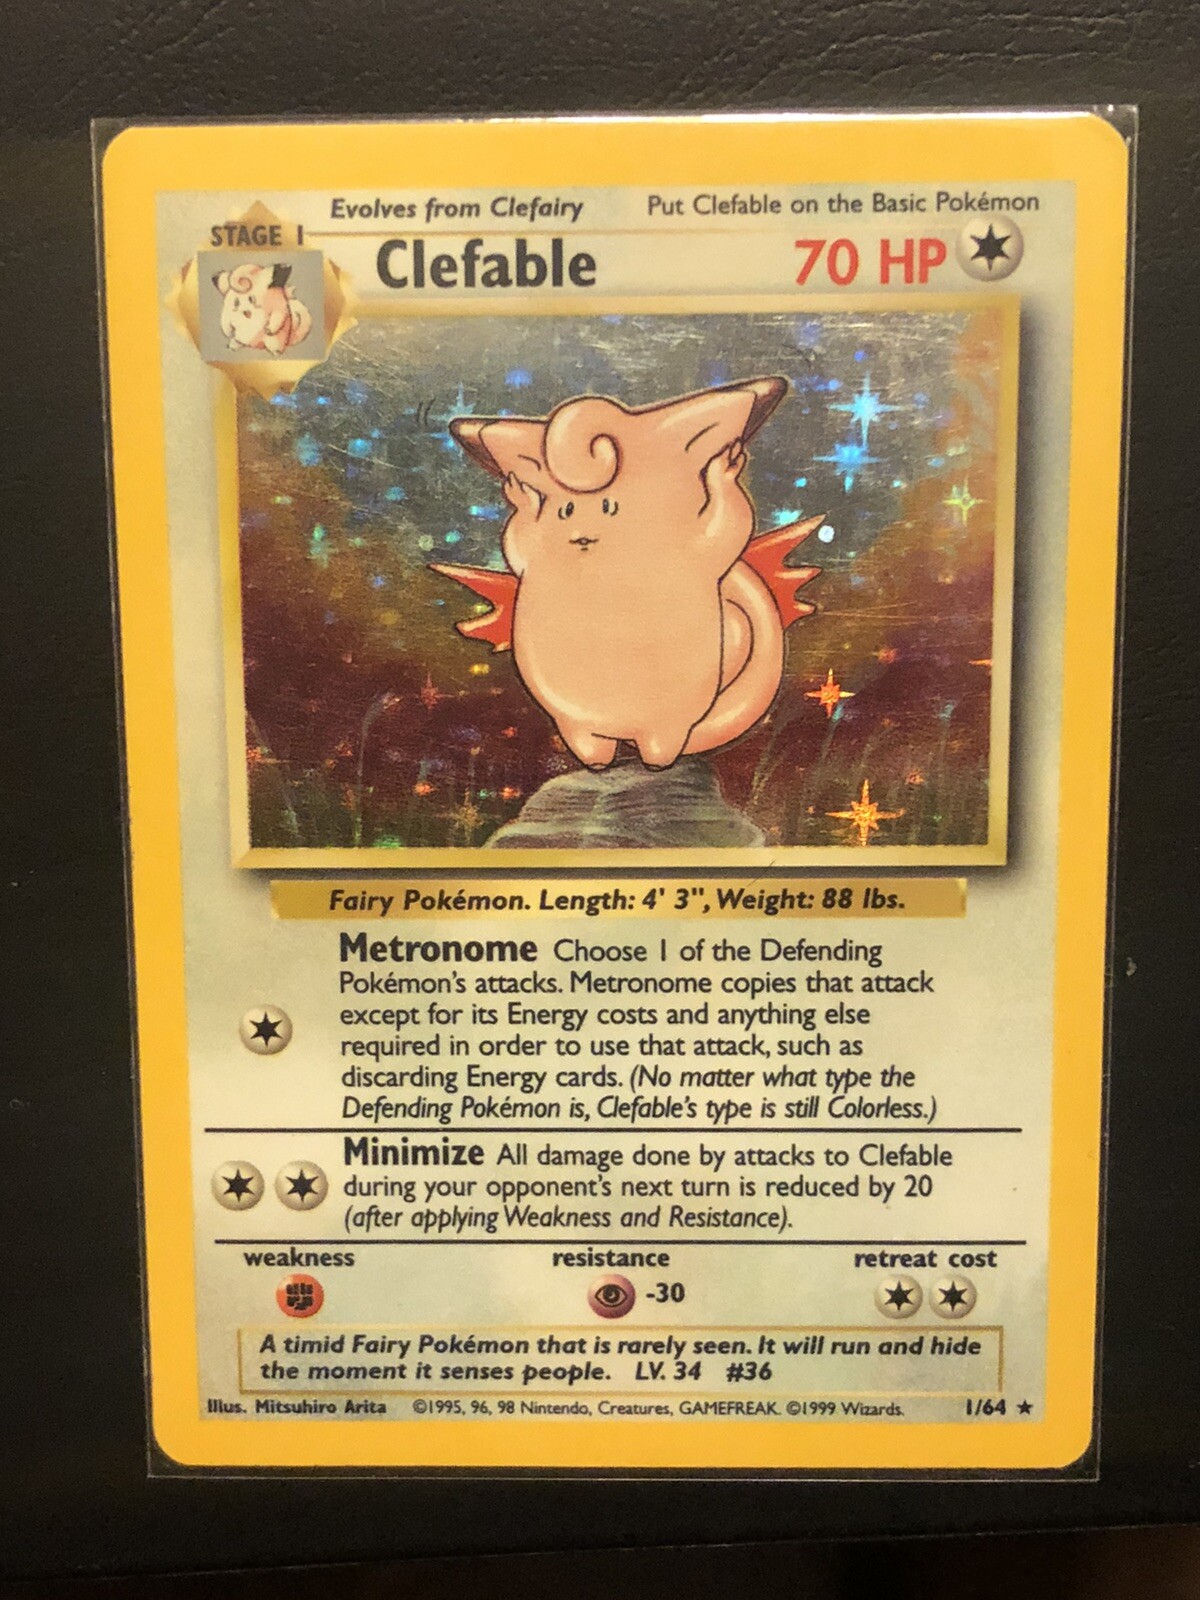 Evolves from Clefairy Put Clefable on the Basic Pokémon
STAGE 1
Clefable 70 HP
Fairy Pokémon. Length: 4' 3", Weight: 88 lbs.
Metronome Choose 1 of the Defending
Pokémon's attacks. Metronome copies that attack
except for its Energy costs and anything else
required in order to use that attack, such as
discarding Energy cards. (No matter what type the
Defending Pokémon is, Clefable's type is still Colorless.)
Minimize All damage done by attacks to Clefable
during your opponent's next turn is reduced by 20
(after applying Weakness and Resistance).
weakness resistance retreat cost
-30
A timid Fairy Pokémon that is rarely seen. It will run and hide
the moment it senses people. LV. 34 #36
Illus. Mitsuhiro Arita ©1995, 96, 98 Nintendo, Creatures, GAMEFREAK. ©1999 Wizards. 1/64 ★